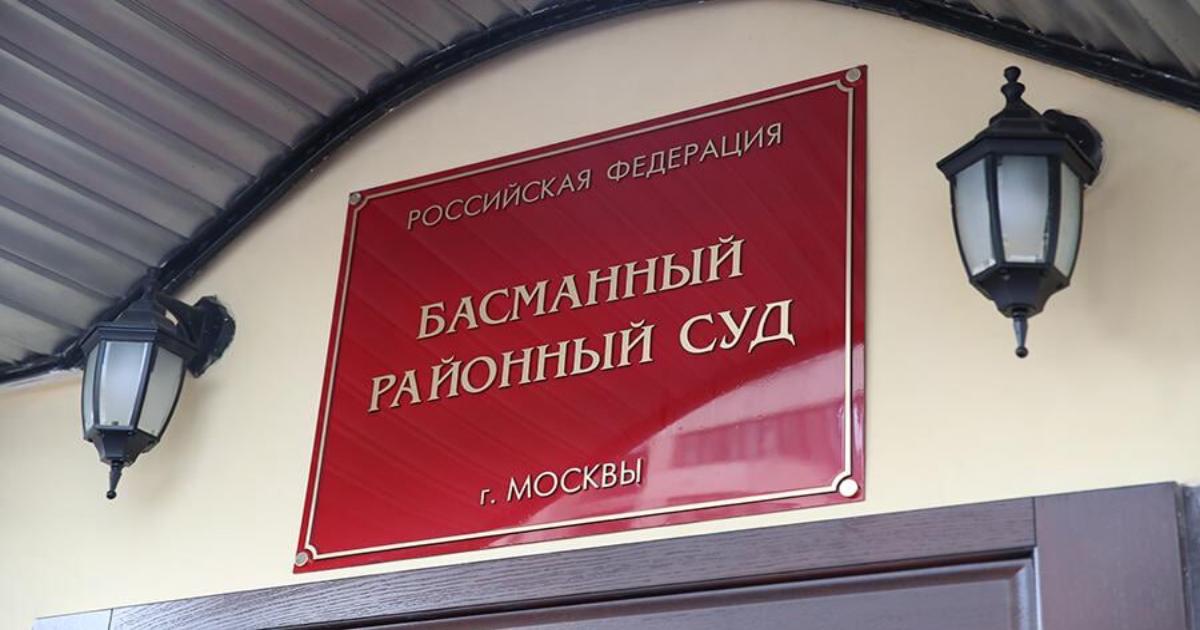 РОССИЙСКАЯ ФЕДЕРАЦИЯ
БАСМАННЫЙ
РАЙОННЫЙ СУД
г. МОСКВЫ